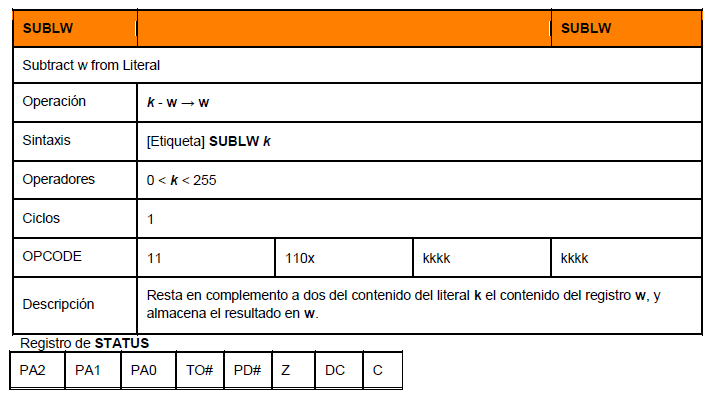 SUBLW SUBLW
Subtract w from Literal
Operación k - w → w
Sintaxis [Etiqueta] SUBLW k
Operadores 0 < k < 255
Ciclos 1
OPCODE 11 110x kkkk kkkk
Descripción Resta en complemento a dos del contenido del literal k el contenido del registro w, y
almacena el resultado en w.
Registro de STATUS
PA2 PA1 PA0 TO# PD# Z DC C